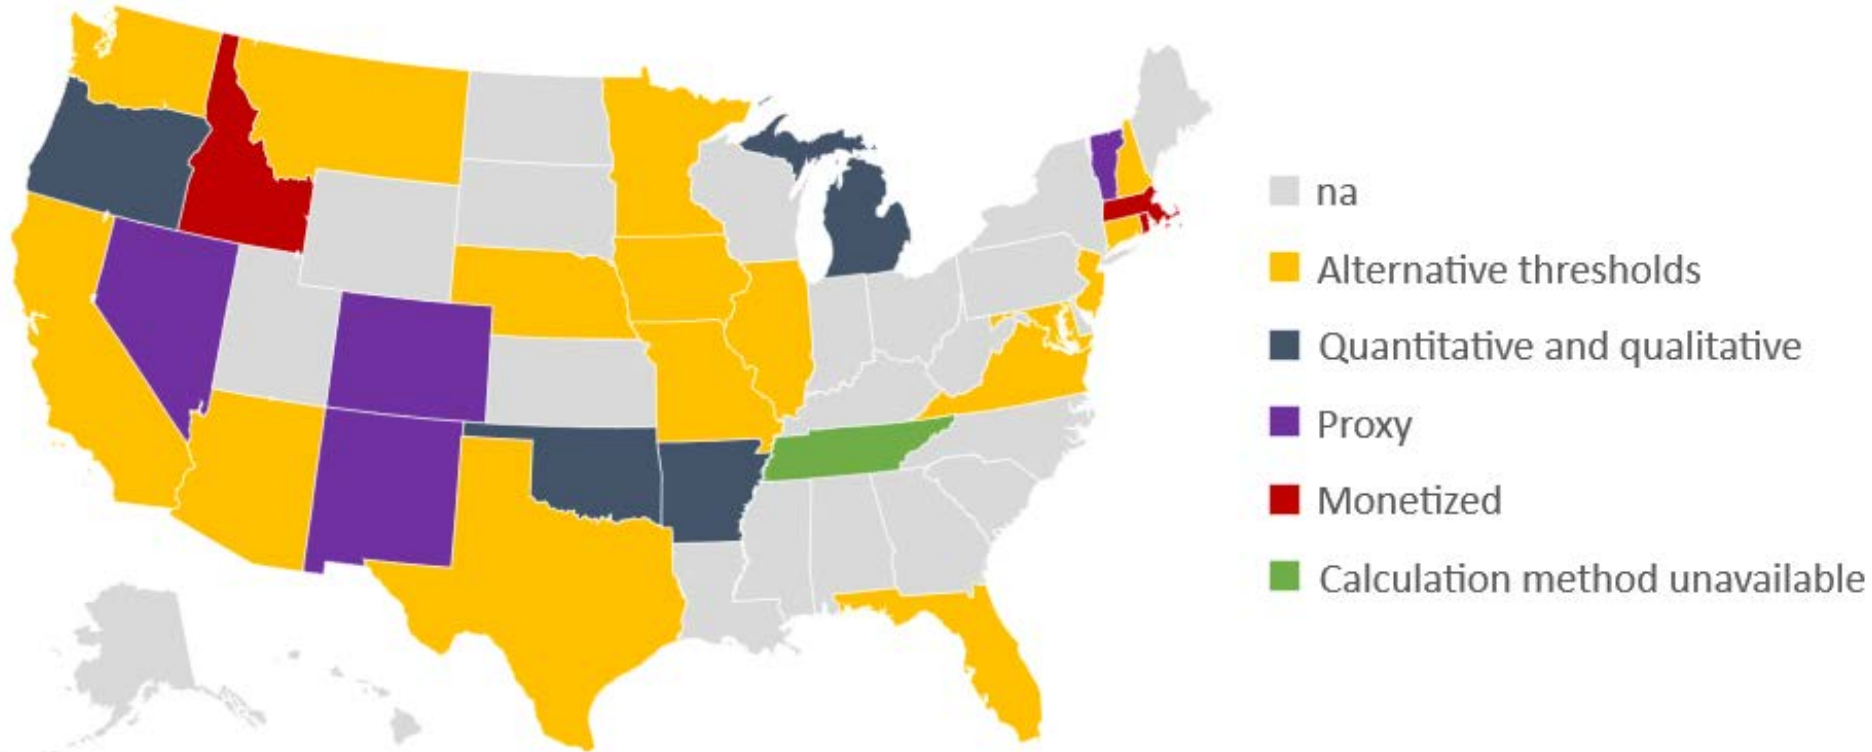 na
Alternative thresholds
Quantitative and qualitative
Proxy
Monetized
Calculation method unavailable